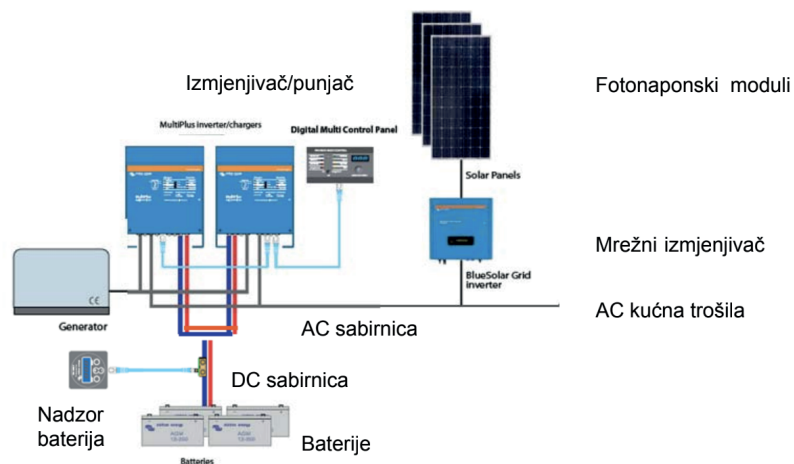 Izmjenjivač/punjač
Fotonaponski moduli
MultiPlus inverter/chargers
Digital Multi Control Panel
Solar Panels
Mrežni izmjenjivač
BlueSolar Grid
inverter
AC kućna trošila
Generator
CE
AC sabirnica
DC sabirnica
Nadzor
baterija
Baterije
Batteries